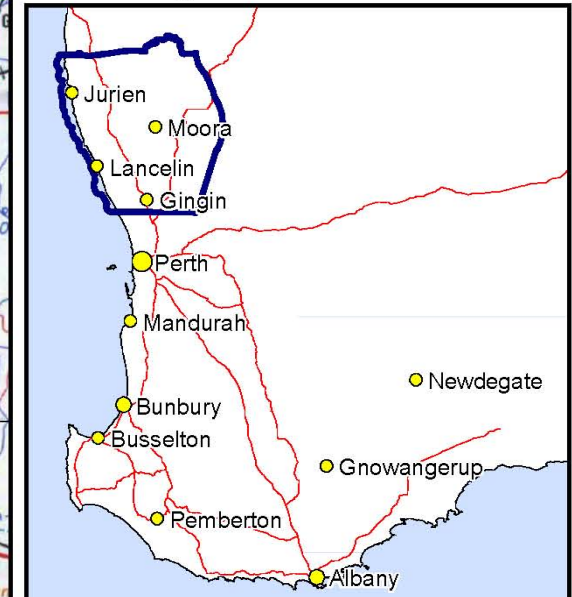 Jurien
Moora
Lancelin
Gingin
Perth
Mandurah
Newdegate
Bunbury
Busselton
Gnowangerup
Pemberton
Albany